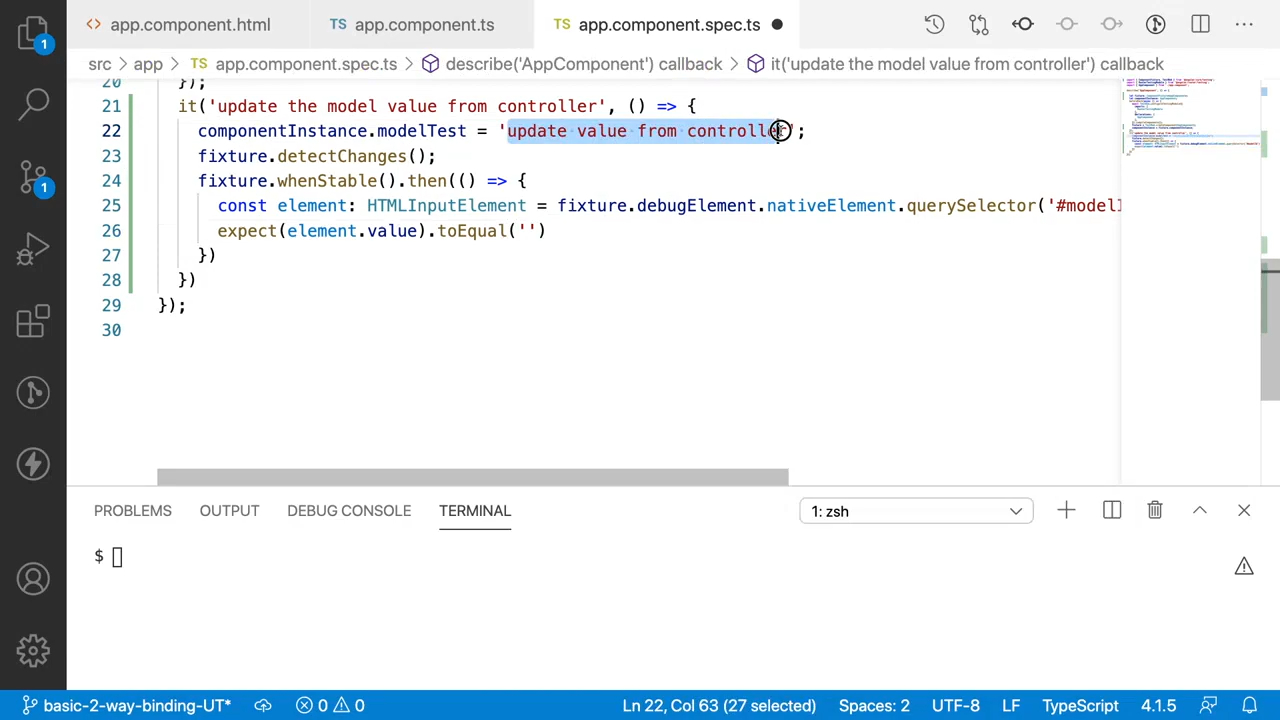 <> app.component.html TS app.component.ts TS app.component.spec.ts
src > app > TS app.component.spec.ts > describe('AppComponent') callback > it('update the model value from controller') callback
20 });
21 it('update the model value from controller', () => {
22 componentInstance.modelText = 'update value from controller';
23 fixture.detectChanges();
24 fixture.whenStable().then(() => {
25 const element: HTMLInputElement = fixture.debugElement.nativeElement.querySelector('#modelI
26 expect(element.value).toEqual('')
27 })
28 })
29 });
30
PROBLEMS OUTPUT DEBUG CONSOLE TERMINAL 1: zsh
$
1
1
basic-2-way-binding-UT* 0 0 Ln 22, Col 63 (27 selected) Spaces: 2 UTF-8 LF TypeScript 4.1.5